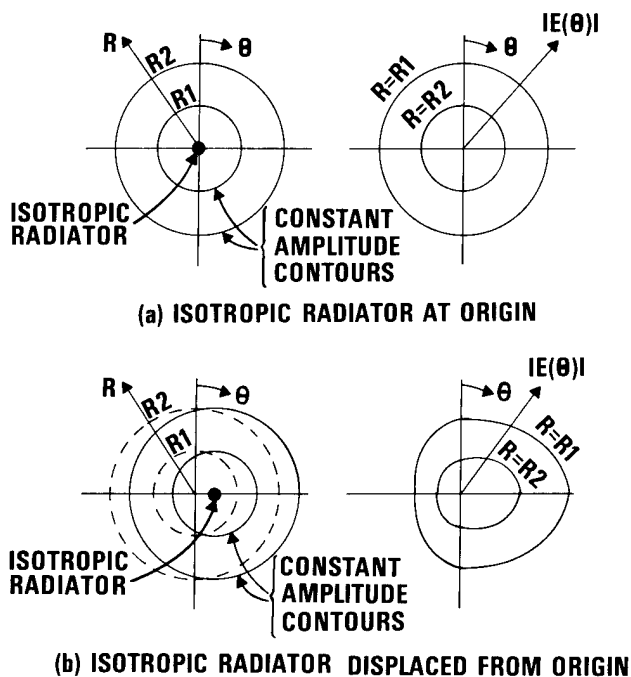 R
R2
R1
θ
ISOTROPIC
RADIATOR
CONSTANT
AMPLITUDE
CONTOURS
|E(θ)|
θ
R=R1
R=R2
(a) ISOTROPIC RADIATOR AT ORIGIN
R
R2
R1
θ
ISOTROPIC
RADIATOR
CONSTANT
AMPLITUDE
CONTOURS
|E(θ)|
θ
R=R1
R=R2
(b) ISOTROPIC RADIATOR DISPLACED FROM ORIGIN